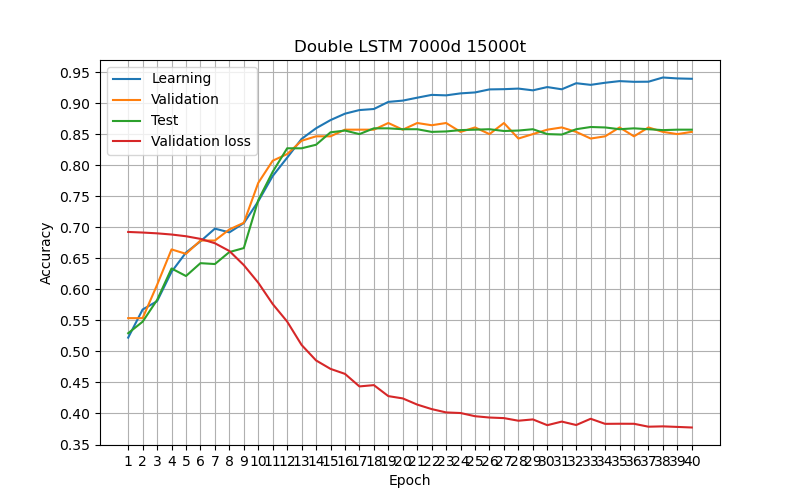 Double LSTM 7000d 15000t
Learning
Validation
Test
Validation loss
Accuracy
0.95
0.90
0.85
0.80
0.75
0.70
0.65
0.60
0.55
0.50
0.45
0.40
0.35
1 2 3 4 5 6 7 8 9 10 11 12 13 14 15 16 17 18 19 20 21 22 23 24 25 26 27 28 29 30 31 32 33 34 35 36 37 38 39 40
Epoch